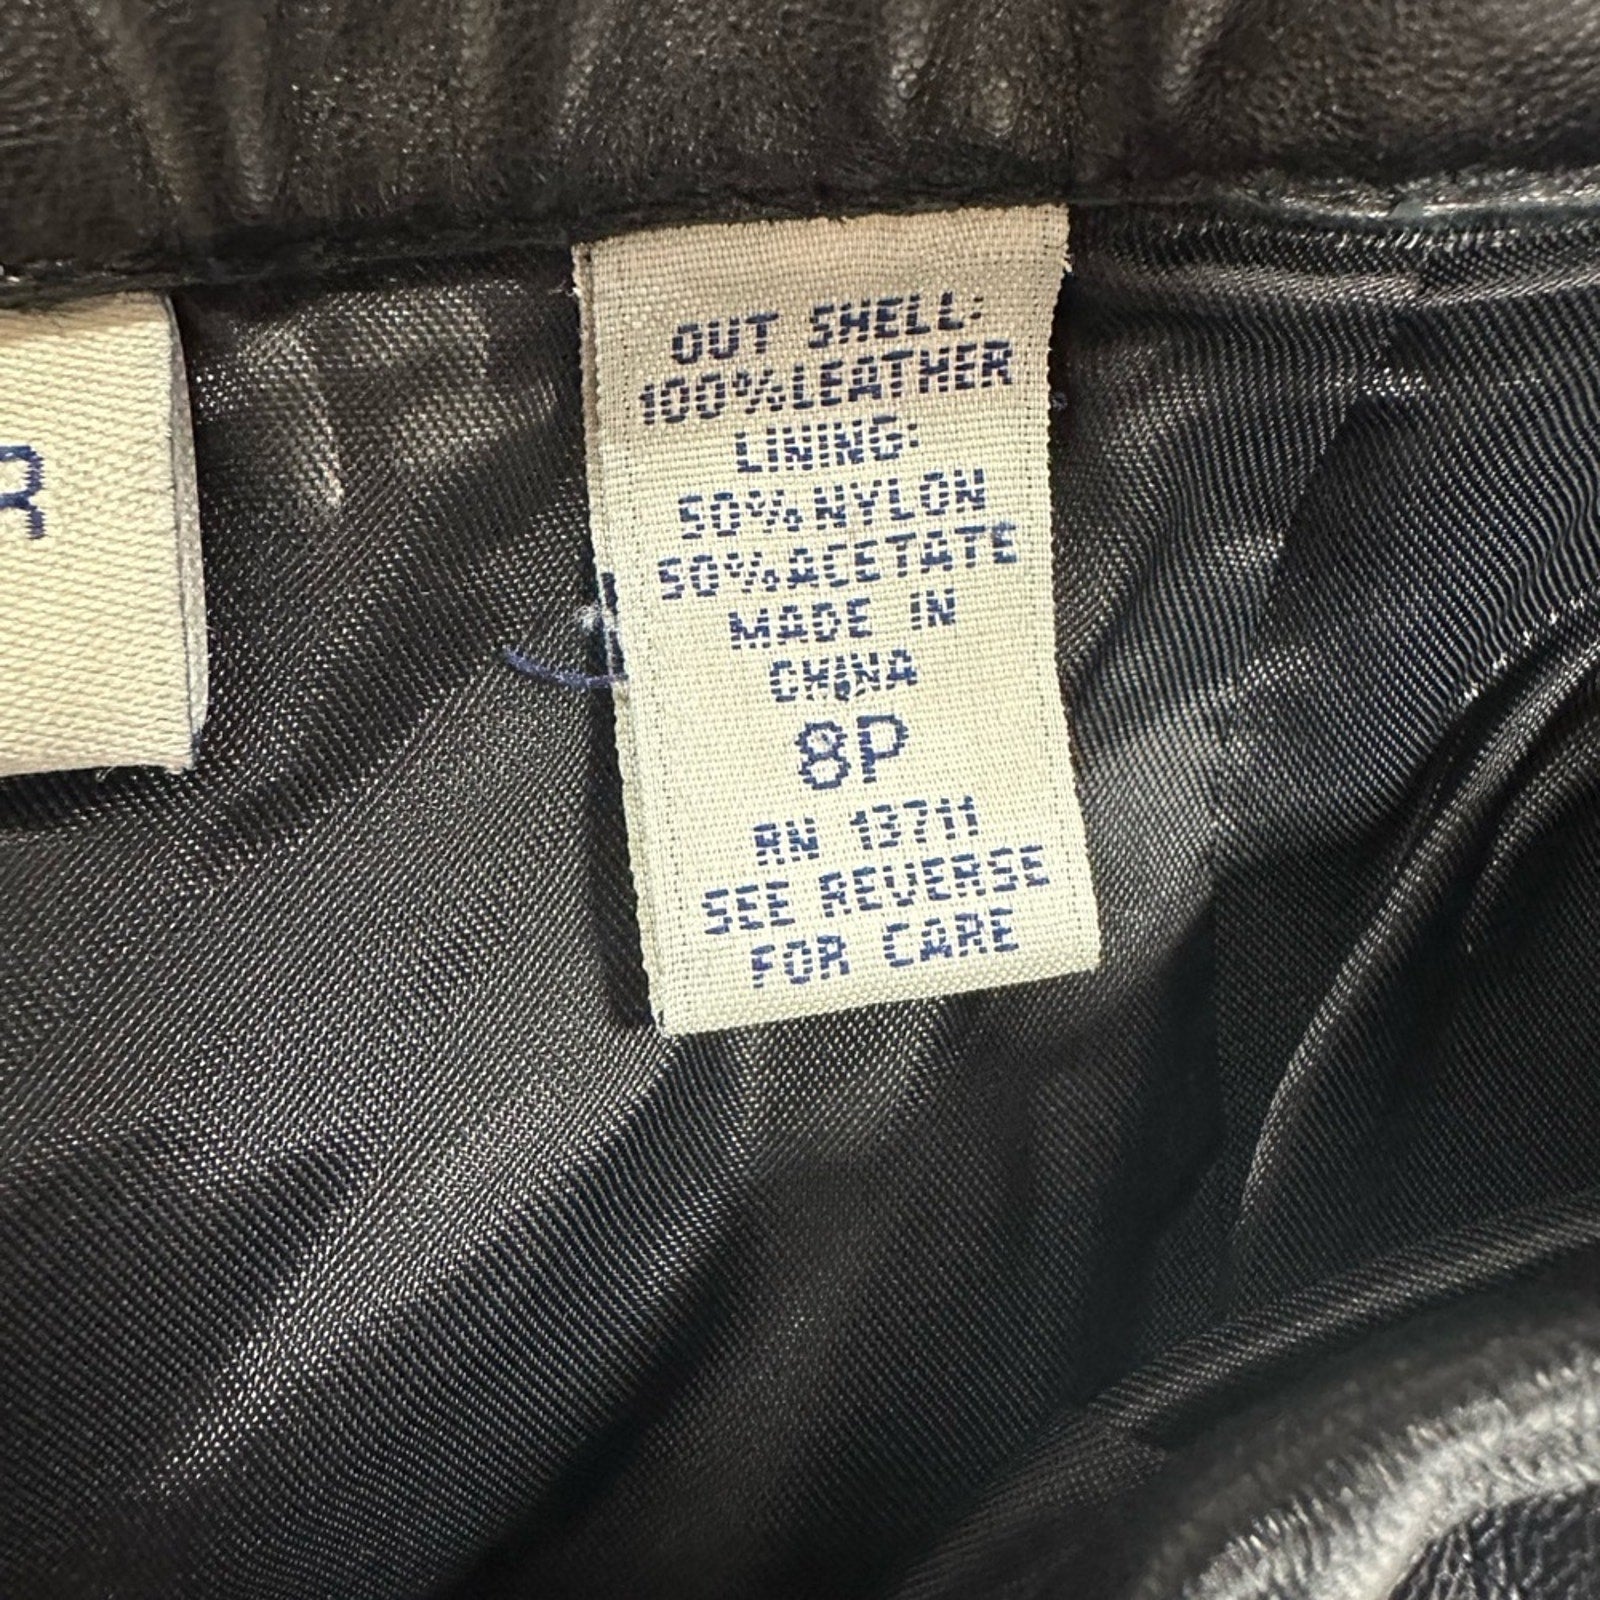 R
OUT SHELL:
100%LEATHER
LINING:
50%NYLON
50%ACETATE
MADE IN
CHINA
8P
RN 13711
SEE REVERSE
FOR CARE